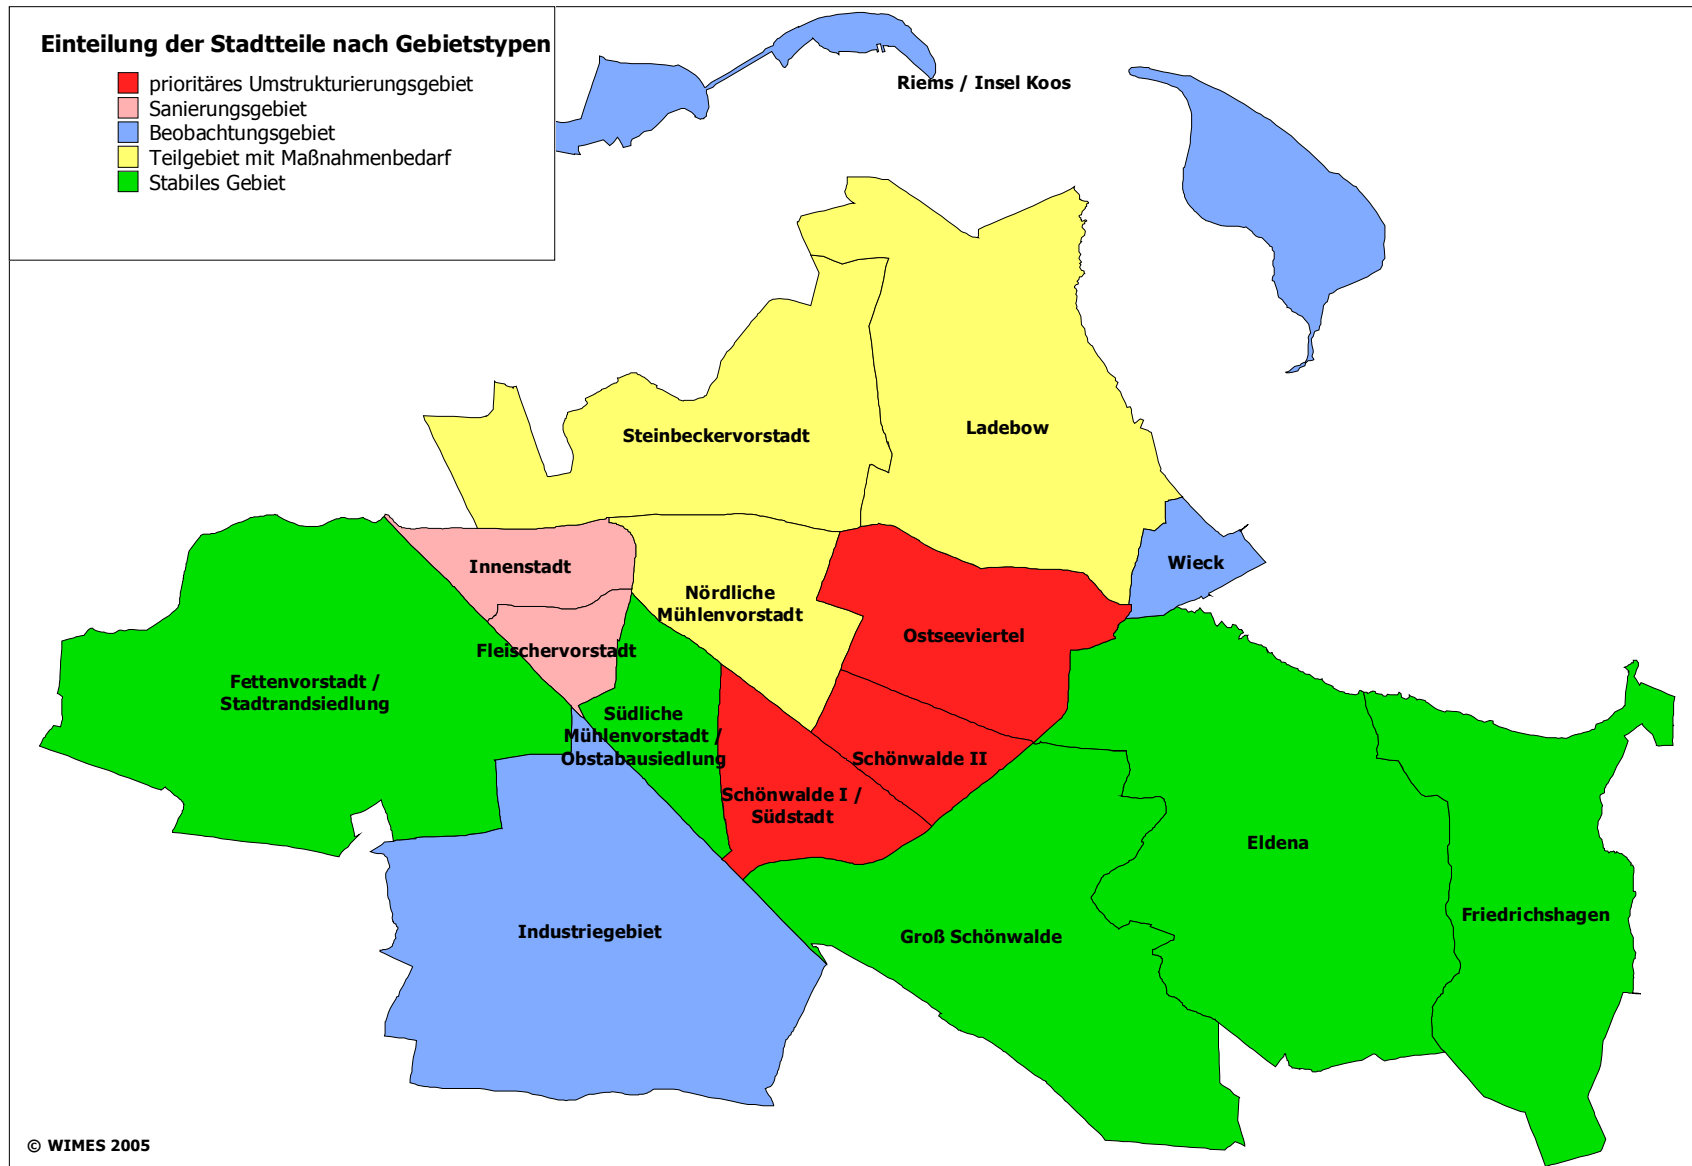 Einteilung der Stadtteile nach Gebietstypen
prioritäres Umstrukturierungsgebiet
Sanierungsgebiet
Beobachtungsgebiet
Teilgebiet mit Maßnahmenbedarf
Stabiles Gebiet
Riems / Insel Koos
Steinbeckervorstadt
Ladebow
Innenstadt
Wieck
Nördliche
Mühlenvorstadt
Ostseeviertel
Fleischervorstadt
Fettenvorstadt /
Stadtrandsiedlung
Südliche
Mühlenvorstadt /
Obstabausiedlung
Schönwalde II
Schönwalde I /
Südstadt
Eldena
Friedrichshagen
Industriegebiet
Groß Schönwalde
© WIMES 2005